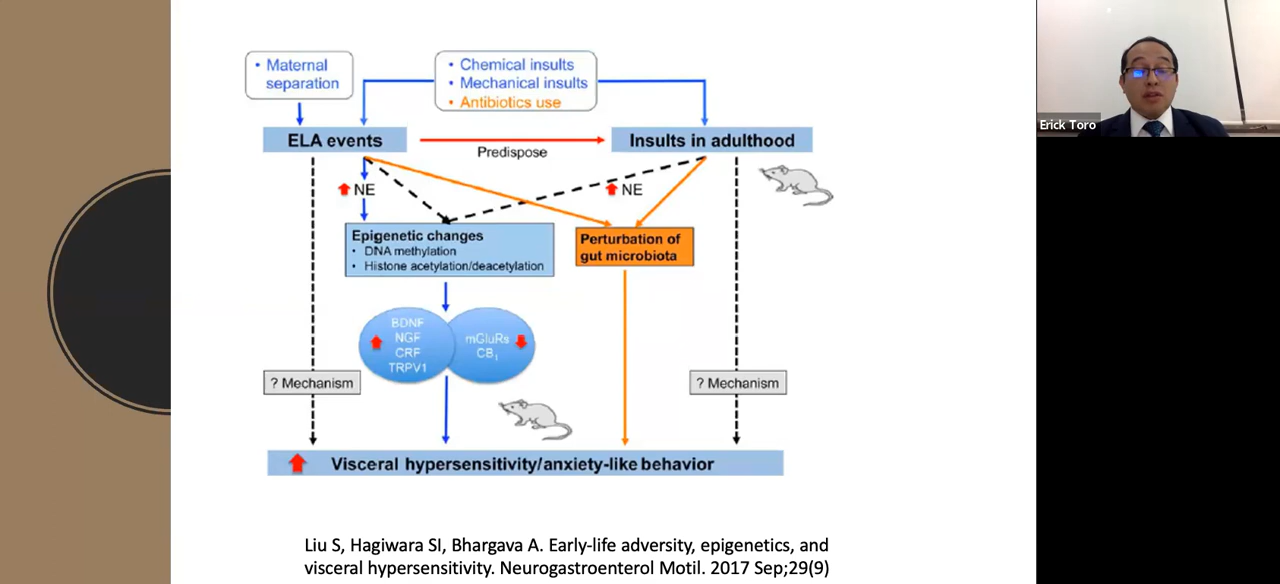 • Maternal
separation
• Chemical insults
• Mechanical insults
• Antibiotics use
ELA events
Predispose
Insults in adulthood
NE
NE
Epigenetic changes
• DNA methylation
• Histone acetylation/deacetylation
Perturbation of
gut microbiota
BDNF
NGF
CRF
TRPV1
mGluRs
CB₁
? Mechanism
? Mechanism
Visceral hypersensitivity/anxiety-like behavior
Liu S, Hagiwara SI, Bhargava A. Early-life adversity, epigenetics, and
visceral hypersensitivity. Neurogastroenterol Motil. 2017 Sep;29(9)
Erick Toro